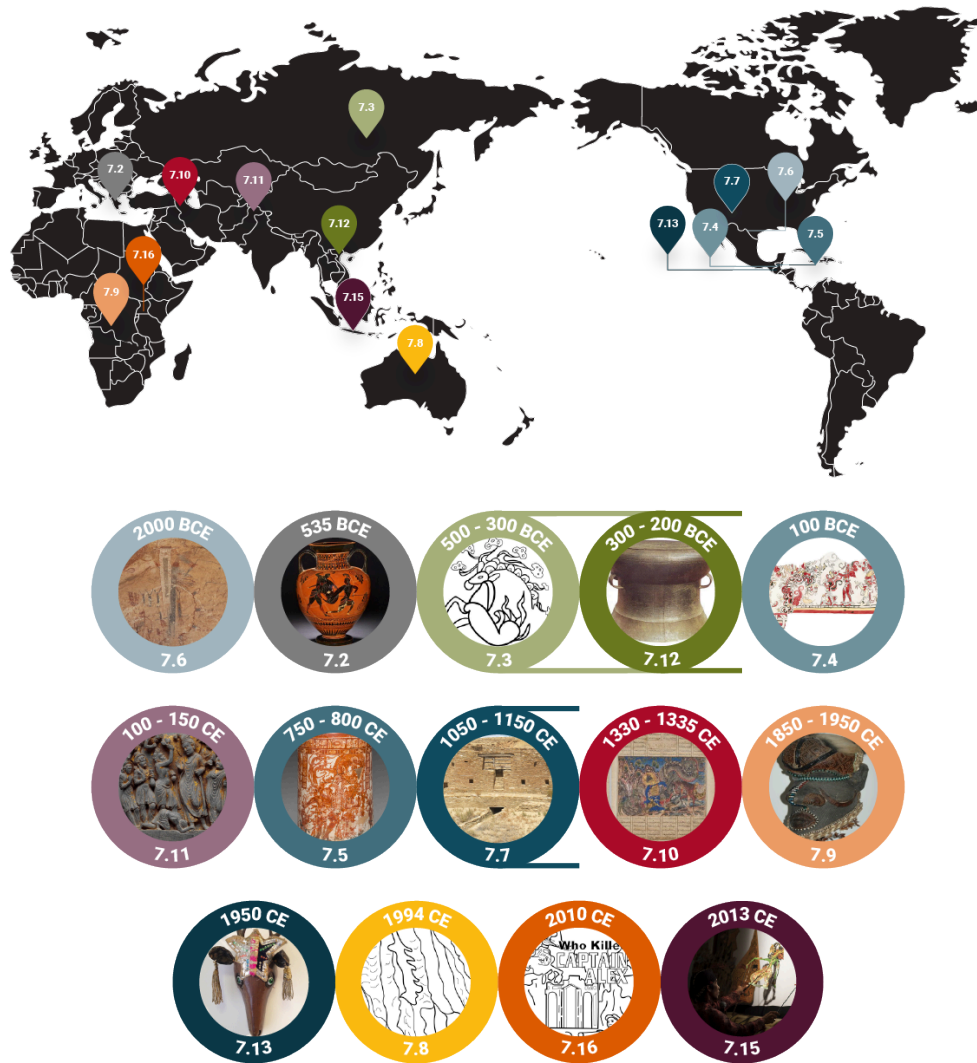 7.3
7.2
7.10
7.11
7.6
7.7
7.12
7.13
7.4
7.5
7.16
7.9
7.15
7.8
2000 BCE
7.6
535 BCE
7.2
500 - 300 BCE
7.3
300 - 200 BCE
7.12
100 BCE
7.4
100 - 150 CE
7.11
750 - 800 CE
7.5
1050 - 1150 CE
7.7
1330 - 1335 CE
7.10
1850 - 1950 CE
7.9
1950 CE
7.13
1994 CE
7.8
2010 CE
Who Kille
CAPTAIN
ALEX
7.16
2013 CE
7.15